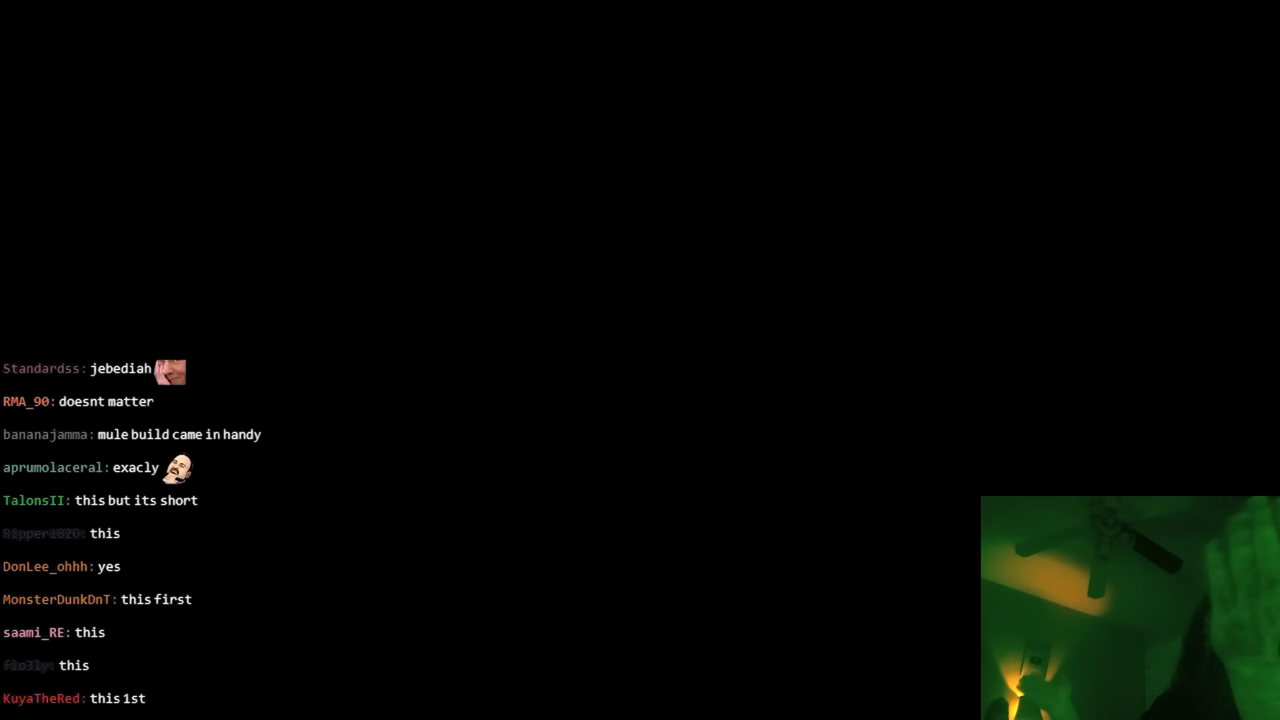 Standardss: jebediah
RMA_90: doesnt matter
bananajamma: mule build came in handy
aprumolaceral: exacly
TalonsII: this but its short
this
DonLee_ohhh: yes
MonsterDunkDnT: this first
saami_RE: this
this
KuyaTheRed: this 1st